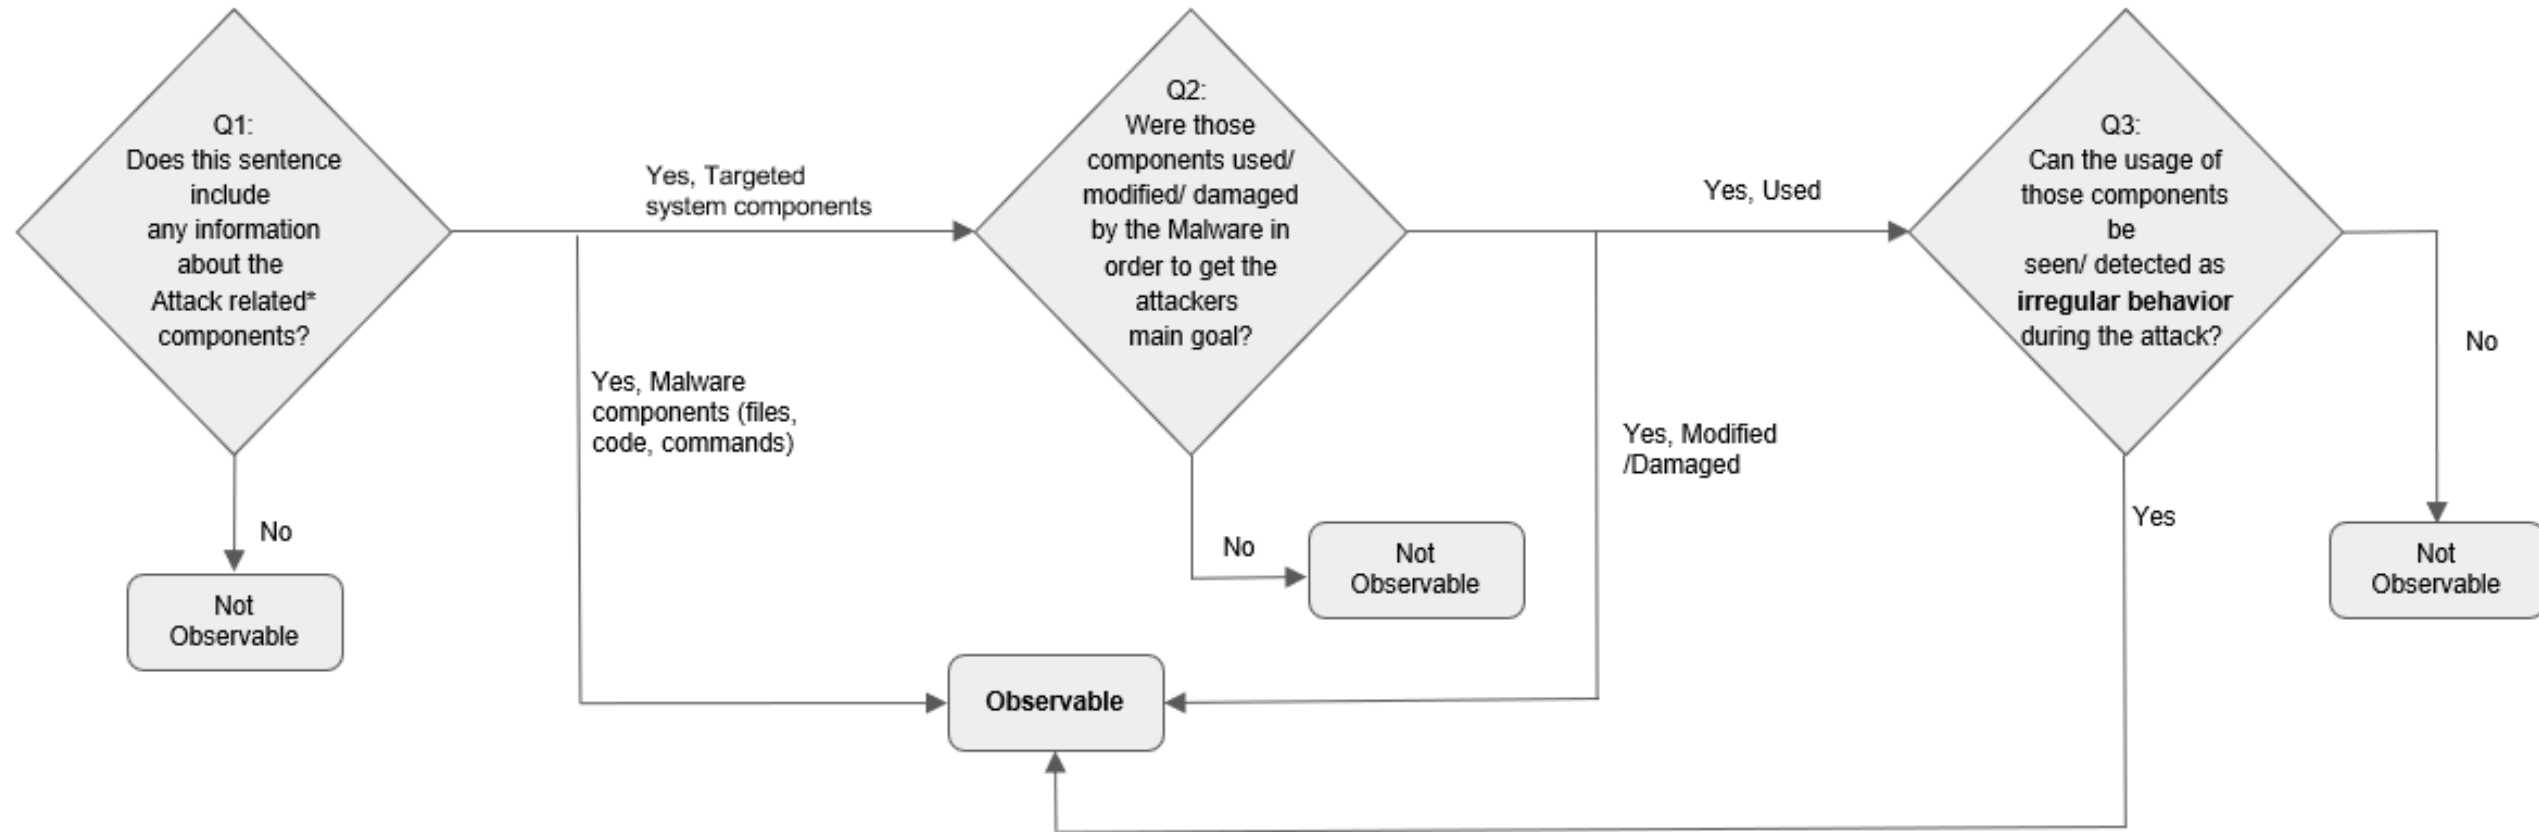 Q1:
Does this sentence
include
any information
about the
Attack related*
components?
No
Not
Observable
Yes, Targeted
system components
Yes, Malware
components (files,
code, commands)
Q2:
Were those
components used/
modified/ damaged
by the Malware in
order to get the
attackers
main goal?
No
Not
Observable
Yes, Used
Yes, Modified
/Damaged
Q3:
Can the usage of
those components
be
seen/ detected as
irregular behavior
during the attack?
No
Not
Observable
Yes
Observable